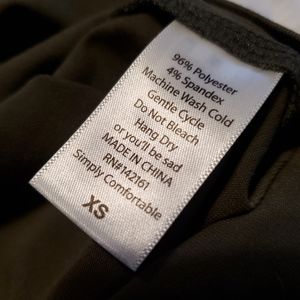 96% Polyester
4% Spandex
Machine Wash Cold
Gentle Cycle
Do Not Bleach
Hang Dry
or you'll be sad
MADE IN CHINA
RN#142161
Simply Comfortable
XS